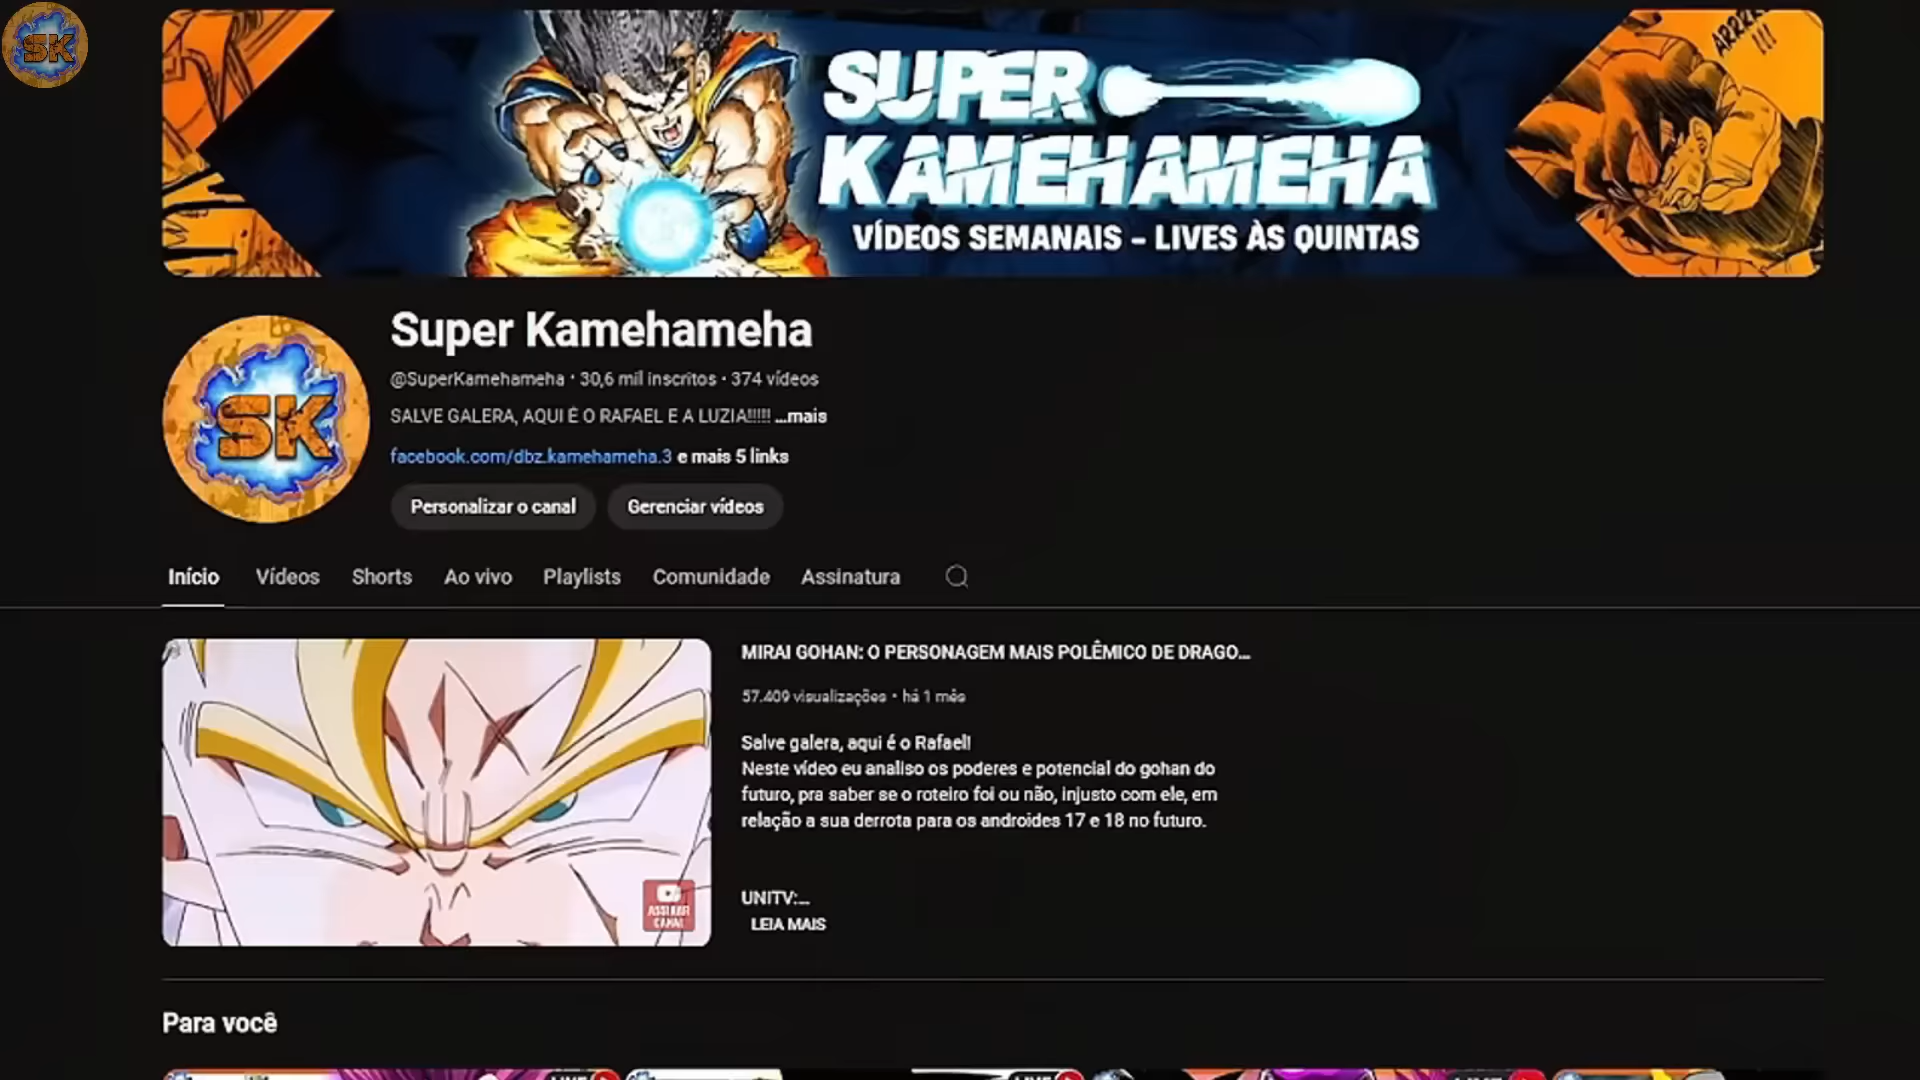 SK
ARRR
!!!
SUPER
KAMEHAMEHA
VÍDEOS SEMANAIS – LIVES ÀS QUINTAS
SK
Super Kamehameha
@SuperKamehameha • 30,6 mil inscritos • 374 vídeos
SALVE GALERA, AQUI É O RAFAEL E A LUZIA!!!!! ...mais
facebook.com/dbz.kamehameha.3 e mais 5 links
Personalizar o canal Gerenciar vídeos
Início Vídeos Shorts Ao vivo Playlists Comunidade Assinatura
MIRAI GOHAN: O PERSONAGEM MAIS POLÊMICO DE DRAGO...
57.409 visualizações • há 1 mês
Salve galera, aqui é o Rafael!
Neste vídeo eu analiso os poderes e potencial do gohan do
futuro, pra saber se o roteiro foi ou não, injusto com ele, em
relação a sua derrota para os androides 17 e 18 no futuro.
UNITV:...
LEIA MAIS
ASSINAR
CANAL
Para você